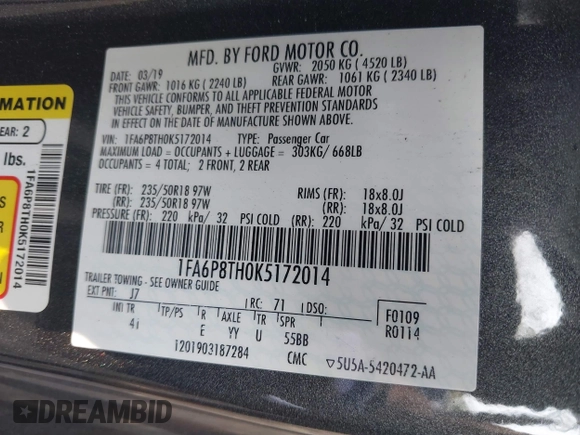 MFD. BY FORD MOTOR CO.
DATE: 03/19 GVWR: 2050 KG (4520 LB)
FRONT GAWR: 1016 KG (2240 LB) REAR GAWR: 1061 KG (2340 LB)
THIS VEHICLE CONFORMS TO ALL APPLICABLE FEDERAL MOTOR
VEHICLE SAFETY, BUMPER, AND THEFT PREVENTION STANDARDS
IN EFFECT ON THE DATE OF MANUFACTURE SHOWN ABOVE.
VIN: 1FA6P8TH0K5172014 TYPE: Passenger Car
MAXIMUM LOAD = OCCUPANTS + LUGGAGE = 303KG/ 668LB
OCCUPANTS = 4 TOTAL; 2 FRONT, 2 REAR
TIRE (FR): 235/50R18 97W RIMS (FR): 18x8.0J
(RR): 235/50R18 97W (RR): 18x8.0J
PRESSURE (FR): 220 kPa/ 32 PSI COLD (RR): 220 kPa/ 32 PSI COLD
1FA6P8TH0K5172014
TRAILER TOWING - SEE OWNER GUIDE
EXT PNT: J7 RC: 71 DSO:
INT TR TP/PS R AXLE TR SPR
4i E YY U 55BB
F0109
R0114
1201903187284 CMC ▽5U5A-5420472-AA
RMATION
EAR: 2
lbs.
1FA6P8TH0K5172014
DREAMBID